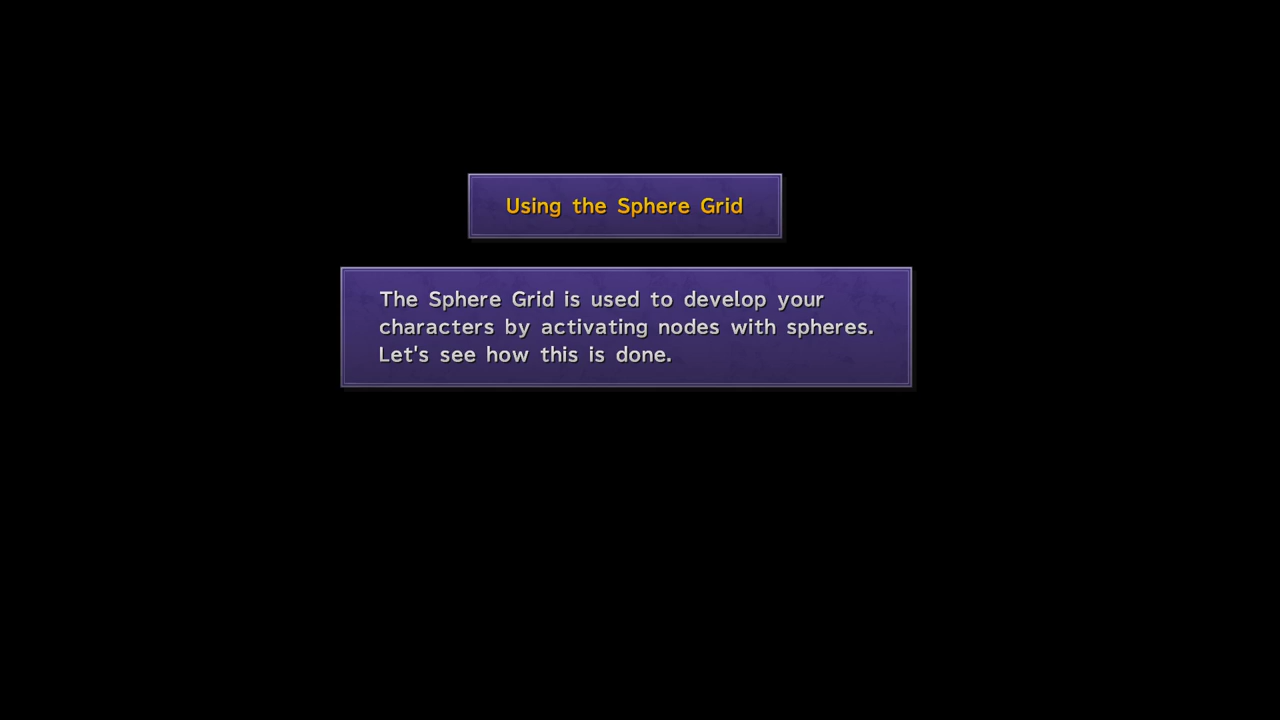 Using the Sphere Grid
The Sphere Grid is used to develop your
characters by activating nodes with spheres.
Let's see how this is done.